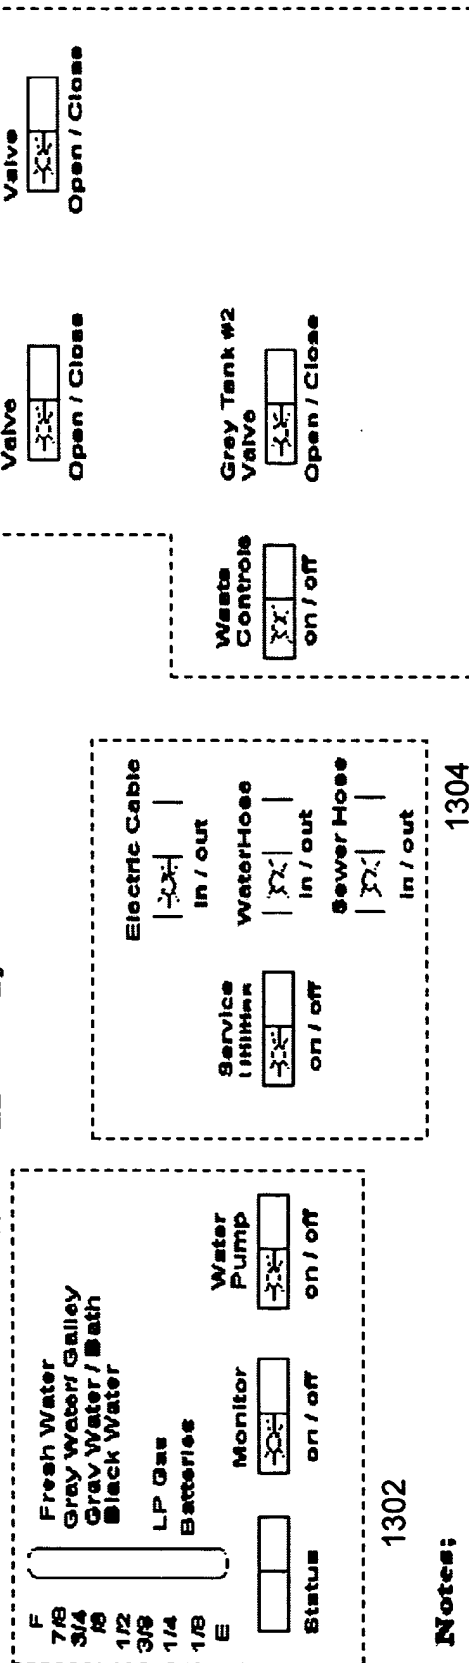 F
7/8
3/4
/8
1/2
3/8
1/4
1/8
E
Fresh Water
Gray Water/ Galley
Gray Water / Bath
Black Water
LP Gas
Batteries
Status
Monitor
on / off
Water
Pump
on / off
1302
Service
on / off
Electric Cable
in / out
WaterHose
in / out
Sewer Hose
in / out
1304
Waste
Controls
on / off
Valve
Open / Close
Grey Tank #2
Valve
Open / Close
Valve
Open / Close
Notes: